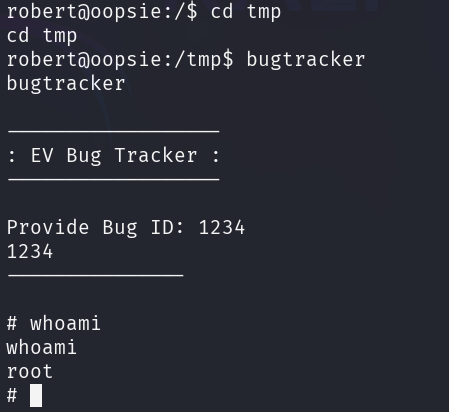 robert@oopsie:/$ cd tmp
cd tmp
robert@oopsie:/tmp$ bugtracker
bugtracker
------------------
: EV Bug Tracker :
------------------
Provide Bug ID: 1234
1234
---------------
# whoami
whoami
root
#